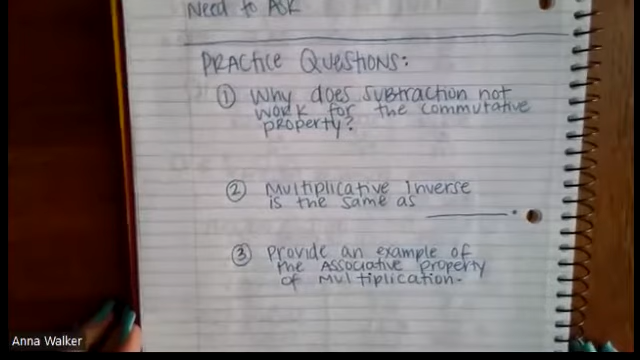 Need to ASK
PRACTICE QUESTIONS:
① Why does subtraction not
work for the commutative
property?
② Multiplicative Inverse
is the same as ________.
③ Provide an example of
the Associative property
of Multiplication.
Anna Walker